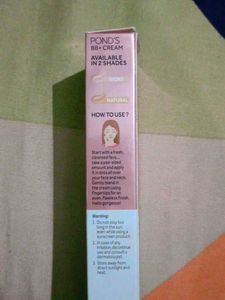 POND'S
BB+ CREAM
AVAILABLE
IN 2 SHADES
NATURAL
HOW TO USE ?
Start with a fresh,
cleansed face...
take a pea-sized
amount and apply
it in dots all over
your face and neck.
Gently blend in
the cream using
fingertips for an
even, flawless finish.
Hello gorgeous!
Warning:
1. Do not stay too
long in the sun,
even while using a
sunscreen product.
2. In case of any
irritation, discontinue
use and consult a
dermatologist.
3. Store away from
direct sunlight and
heat.